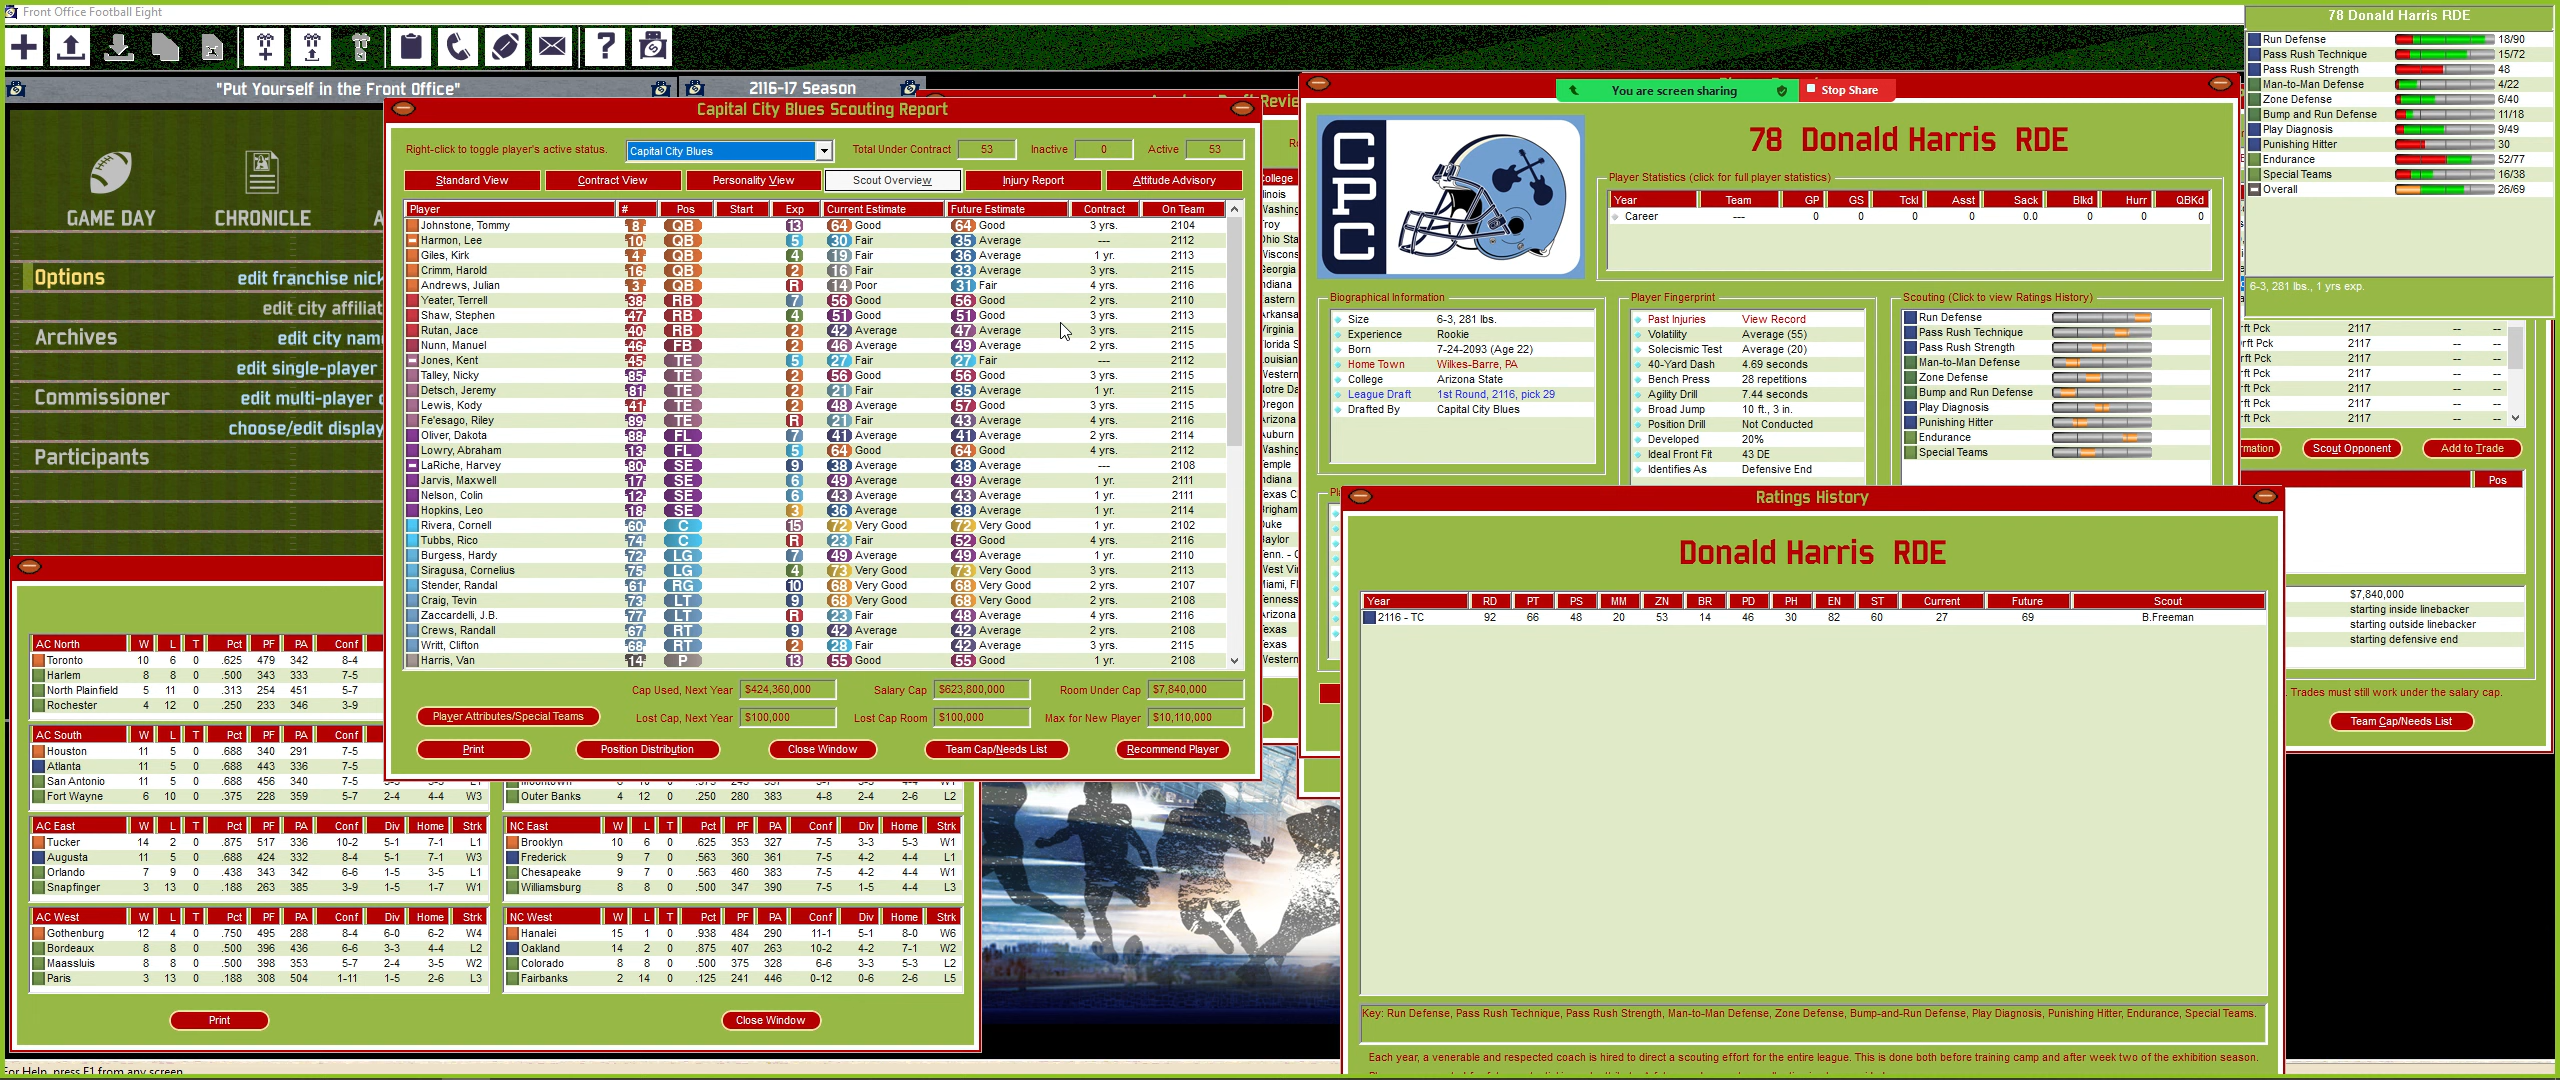 Front Office Football Eight
"Put Yourself in the Front Office"
2116-17 Season
GAME DAY
CHRONICLE
Options
edit franchise nick
edit city affiliat
Archives
edit city name
edit single-player
Commissioner
edit multi-player
choose/edit display
Participants
Capital City Blues Scouting Report
Right-click to toggle player's active status.
Capital City Blues
Total Under Contract 53 Inactive 0 Active 53
Standard View Contract View Personality View Scout Overview Injury Report Attitude Advisory
Player # Pos Start Exp Current Estimate Future Estimate Contract On Team
Johnstone, Tommy 8 QB 13 64 Good 64 Good 3 yrs. 2104
Harmon, Lee 10 QB 5 30 Fair 35 Average --- 2112
Giles, Kirk 4 QB 4 19 Fair 36 Average 1 yr. 2113
Crimm, Harold 16 QB 2 16 Fair 33 Average 3 yrs. 2115
Andrews, Julian 3 QB R 14 Poor 31 Fair 4 yrs. 2116
Yeater, Terrell 38 RB 7 56 Good 56 Good 2 yrs. 2110
Shaw, Stephen 47 RB 4 51 Good 51 Good 3 yrs. 2113
Rutan, Jace 40 RB 2 42 Average 47 Average 3 yrs. 2115
Nunn, Manuel 46 FB 2 46 Average 49 Average 2 yrs. 2115
Jones, Kent 45 TE 5 27 Fair 27 Fair --- 2112
Talley, Nicky 85 TE 2 56 Good 56 Good 3 yrs. 2115
Detsch, Jeremy 81 TE 2 21 Fair 35 Average 1 yr. 2115
Lewis, Kody 41 TE 2 48 Average 57 Good 3 yrs. 2115
Fe'esago, Riley 89 TE R 21 Fair 43 Average 4 yrs. 2116
Oliver, Dakota 88 FL 7 41 Average 41 Average 2 yrs. 2114
Lowry, Abraham 13 FL 5 64 Good 64 Good 4 yrs. 2112
LaRiche, Harvey 80 SE 9 38 Average 38 Average --- 2108
Jarvis, Maxwell 17 SE 6 49 Average 49 Average 1 yr. 2111
Nelson, Colin 12 SE 6 43 Average 43 Average 1 yr. 2111
Hopkins, Leo 18 SE 3 36 Average 38 Average 1 yr. 2114
Rivera, Cornell 60 C 15 72 Very Good 72 Very Good 1 yr. 2102
Tubbs, Rico 74 C R 23 Fair 52 Good 4 yrs. 2116
Burgess, Hardy 72 LG 7 49 Average 49 Average 1 yr. 2110
Siragusa, Cornelius 75 LG 4 73 Very Good 73 Very Good 3 yrs. 2113
Stender, Randal 61 RG 10 68 Very Good 68 Very Good 2 yrs. 2107
Craig, Tevin 73 LT 9 68 Very Good 68 Very Good 2 yrs. 2108
Zaccardelli, J.B. 77 LT R 23 Fair 48 Average 4 yrs. 2116
Crews, Randall 67 RT 9 42 Average 42 Average 2 yrs. 2108
Writt, Clifton 68 RT 2 28 Fair 42 Average 3 yrs. 2115
Harris, Van 14 P 13 55 Good 55 Good 1 yr. 2108
Cap Used, Next Year $424,360,000 Salary Cap $623,800,000 Room Under Cap $7,840,000
Player Attributes/Special Teams Lost Cap, Next Year $100,000 Lost Cap Room $100,000 Max for New Player $10,110,000
Print Position Distribution Close Window Team Cap/Needs List Recommend Player
AC North W L T Pct PF PA Conf
Toronto 10 6 0 .625 479 342 8-4
Harlem 8 8 0 .500 343 333 7-5
North Plainfield 5 11 0 .313 254 451 5-7
Rochester 4 12 0 .250 233 346 3-9
AC South W L T Pct PF PA Conf
Houston 11 5 0 .688 340 291 7-5
Atlanta 11 5 0 .688 443 336 7-5
San Antonio 11 5 0 .688 456 340 7-5
Fort Wayne 6 10 0 .375 228 359 5-7 2-4 4-4 W3
Outer Banks 4 12 0 .250 280 383 4-8 2-4 2-6 L2
AC East W L T Pct PF PA Conf Div Home Strk
Tucker 14 2 0 .875 517 336 10-2 5-1 7-1 L1
Augusta 11 5 0 .688 424 332 8-4 5-1 7-1 W3
Orlando 7 9 0 .438 343 342 6-6 1-5 3-5 L1
Snapfinger 3 13 0 .188 263 385 3-9 1-5 1-7 W1
NC East W L T Pct PF PA Conf Div Home Strk
Brooklyn 10 6 0 .625 353 327 7-5 3-3 5-3 W1
Frederick 9 7 0 .563 360 361 7-5 4-2 4-4 L1
Chesapeake 9 7 0 .563 460 383 7-5 4-2 4-4 W1
Williamsburg 8 8 0 .500 347 390 7-5 1-5 4-4 L3
AC West W L T Pct PF PA Conf Div Home Strk
Gothenburg 12 4 0 .750 495 288 8-4 6-0 6-2 W4
Bordeaux 8 8 0 .500 396 436 6-6 3-3 4-4 L2
Maassluis 8 8 0 .500 398 353 5-7 2-4 3-5 W2
Paris 3 13 0 .188 308 504 1-11 1-5 2-6 L3
NC West W L T Pct PF PA Conf Div Home Strk
Hanalei 15 1 0 .938 484 290 11-1 5-1 8-0 W6
Oakland 14 2 0 .875 407 263 10-2 4-2 7-1 W2
Colorado 8 8 0 .500 375 328 6-6 3-3 5-3 L2
Fairbanks 2 14 0 .125 241 446 0-12 0-6 2-6 L5
Print Close Window
For Help, press F1 from any screen
You are screen sharing
Stop Share
CPC
78 Donald Harris RDE
Player Statistics (click for full player statistics)
Year Team GP GS Tckl Asst Sack Blkd Hurr QBKd
Career --- 0 0 0 0 0.0 0 0 0
Biographical Information
Size 6-3, 281 lbs.
Experience Rookie
Born 7-24-2093 (Age 22)
Home Town Wilkes-Barre, PA
College Arizona State
League Draft 1st Round, 2116, pick 29
Drafted By Capital City Blues
Player Fingerprint
Past Injuries View Record
Volatility Average (55)
Solecismic Test Average (20)
40-Yard Dash 4.69 seconds
Bench Press 28 repetitions
Agility Drill 7.44 seconds
Broad Jump 10 ft., 3 in.
Position Drill Not Conducted
Developed 20%
Ideal Front Fit 43 DE
Identifies As Defensive End
Scouting (Click to view Ratings History)
Run Defense
Pass Rush Technique
Pass Rush Strength
Man-to-Man Defense
Zone Defense
Bump and Run Defense
Play Diagnosis
Punishing Hitter
Endurance
Special Teams
Ratings History
Donald Harris RDE
Year RD PT PS MM ZN BR PD PH EN ST Current Future Scout
2116 - TC 92 66 48 20 53 14 46 30 82 60 27 69 B.Freeman
Key: Run Defense, Pass Rush Technique, Pass Rush Strength, Man-to-Man Defense, Zone Defense, Bump-and-Run Defense, Play Diagnosis, Punishing Hitter, Endurance, Special Teams.
Each year, a venerable and respected coach is hired to direct a scouting effort for the entire league. This is done both before training camp and after week two of the exhibition season.
78 Donald Harris RDE
Run Defense 18/90
Pass Rush Technique 15/72
Pass Rush Strength 48
Man-to-Man Defense 4/22
Zone Defense 6/40
Bump and Run Defense 11/18
Play Diagnosis 9/49
Punishing Hitter 30
Endurance 52/77
Special Teams 16/38
Overall 26/69
6-3, 281 lbs., 1 yrs exp.
rft Pck 2117 -- --
rft Pck 2117 -- --
rft Pck 2117 -- --
rft Pck 2117 -- --
rft Pck 2117 -- --
rft Pck 2117 -- --
rft Pck 2117 -- --
mation Scout Opponent Add to Trade
Pos
$7,840,000
starting inside linebacker
starting outside linebacker
starting defensive end
. Trades must still work under the salary cap.
Team Cap/Needs List